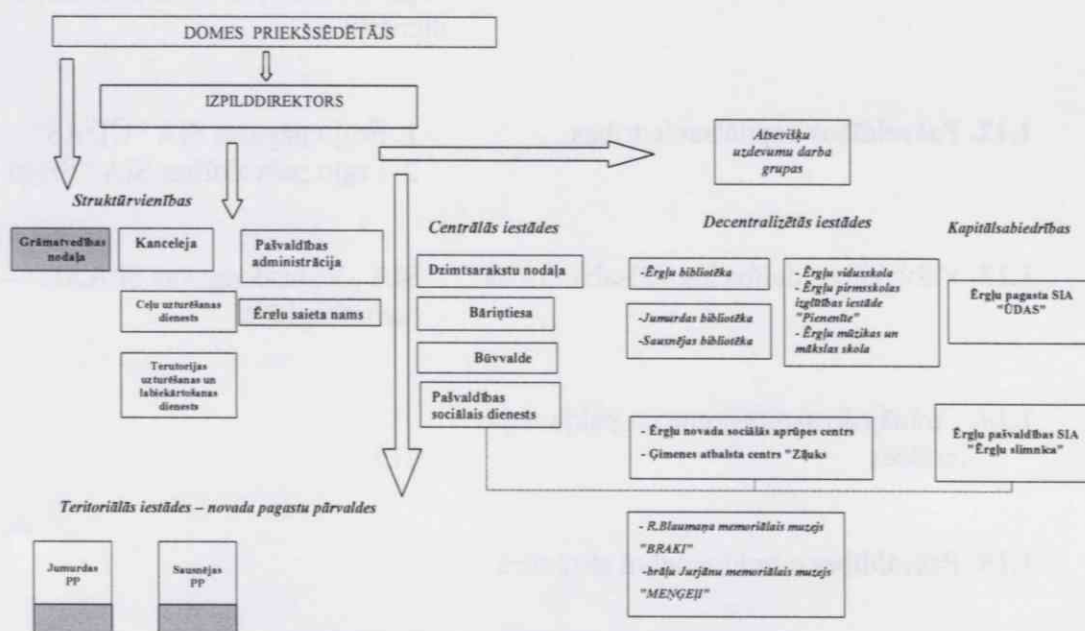 DOMES PRIEKŠSĒDĒTĀJS
IZPILDDIREKTORS
Atsevišķu
uzdevumu darba
grupas
Struktūrvienības
Grāmatvedības
nodaļa
Kanceleja
Ceļu uzturēšanas
dienests
Terutorijas
uzturēšanas un
labiekārtošanas
dienests
Pašvaldības
administrācija
Ērgļu saieta nams
Centrālās iestādes
Dzimtsarakstu nodaļa
Bāriņtiesa
Būvvalde
Pašvaldības
sociālais dienests
Decentralizētās iestādes
-Ērgļu bibliotēka
-Jumurdas bibliotēka
-Sausnējas bibliotēka
- Ērgļu vidusskola
- Ērgļu pirmsskolas
izglītības iestāde
"Pienenīte"
- Ērgļu mūzikas un
mākslas skola
- Ērgļu novada sociālās aprūpes centrs
- Ģimenes atbalsta centrs "Zīļuks
- R.Blaumaņa memoriālais muzejs
"BRAKI"
-brāļu Jurjānu memoriālais muzejs
"MEŅĢEĻI"
Kapitālsabiedrības
Ērgļu pagasta SIA
"ŪDAS"
Ērgļu pašvaldības SIA
"Ērgļu slimnīca"
Teritoriālās iestādes – novada pagastu pārvaldes
Jumurdas
PP
Sausnējas
PP